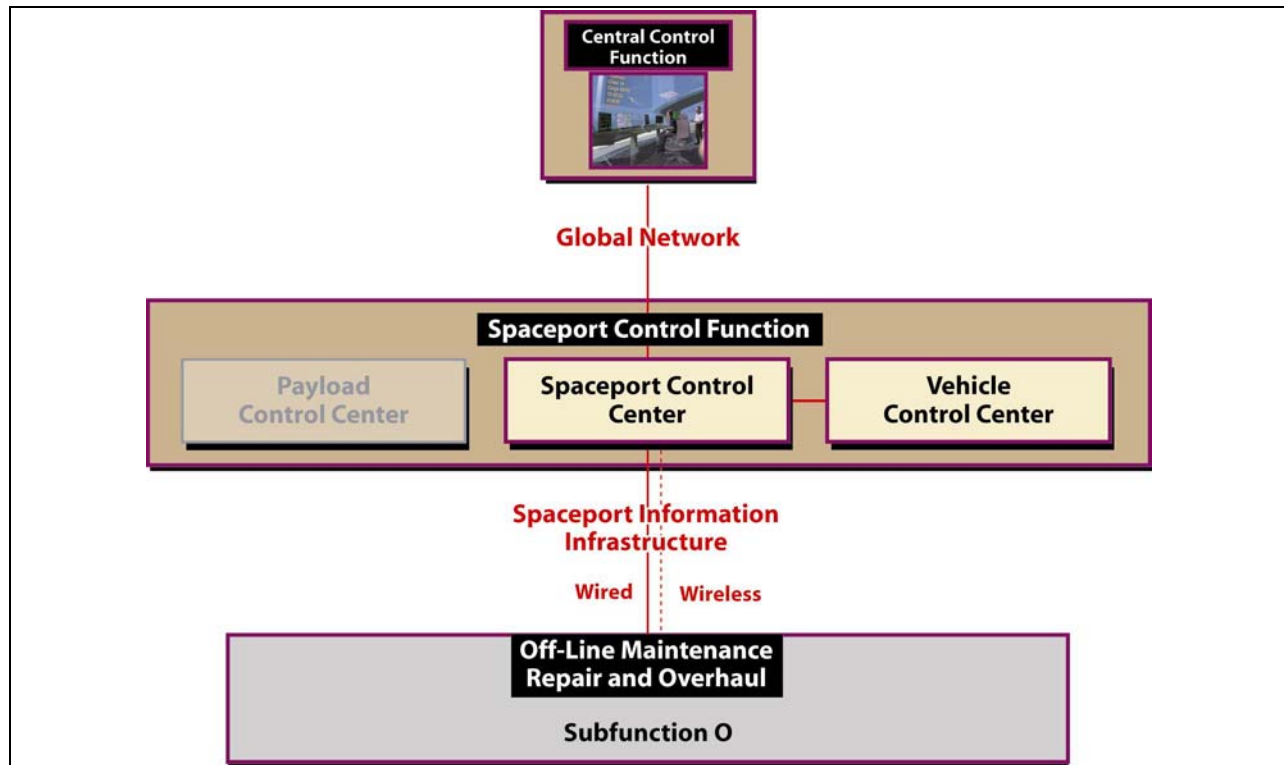 Central Control
Function
Global Network
Spaceport Control Function
Payload
Control Center
Spaceport Control
Center
Vehicle
Control Center
Spaceport Information
Infrastructure
Wired
Wireless
Off-Line Maintenance
Repair and Overhaul
Subfunction O